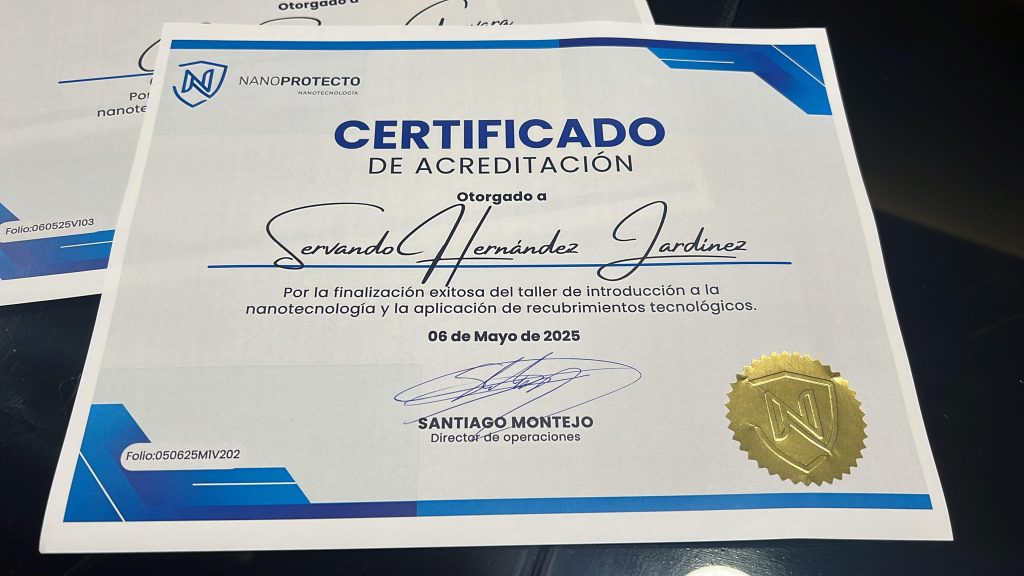 Otorgado a
nanote
Folio:060525V103
NANOPROTECTO
NANOTECNOLOGÍA
CERTIFICADO
DE ACREDITACIÓN
Otorgado a
Servando Hernández Jardinez
Por la finalización exitosa del taller de introducción a la
nanotecnología y la aplicación de recubrimientos tecnológicos.
06 de Mayo de 2025
SANTIAGO MONTEJO
Director de operaciones
Folio:050625M1V202
N